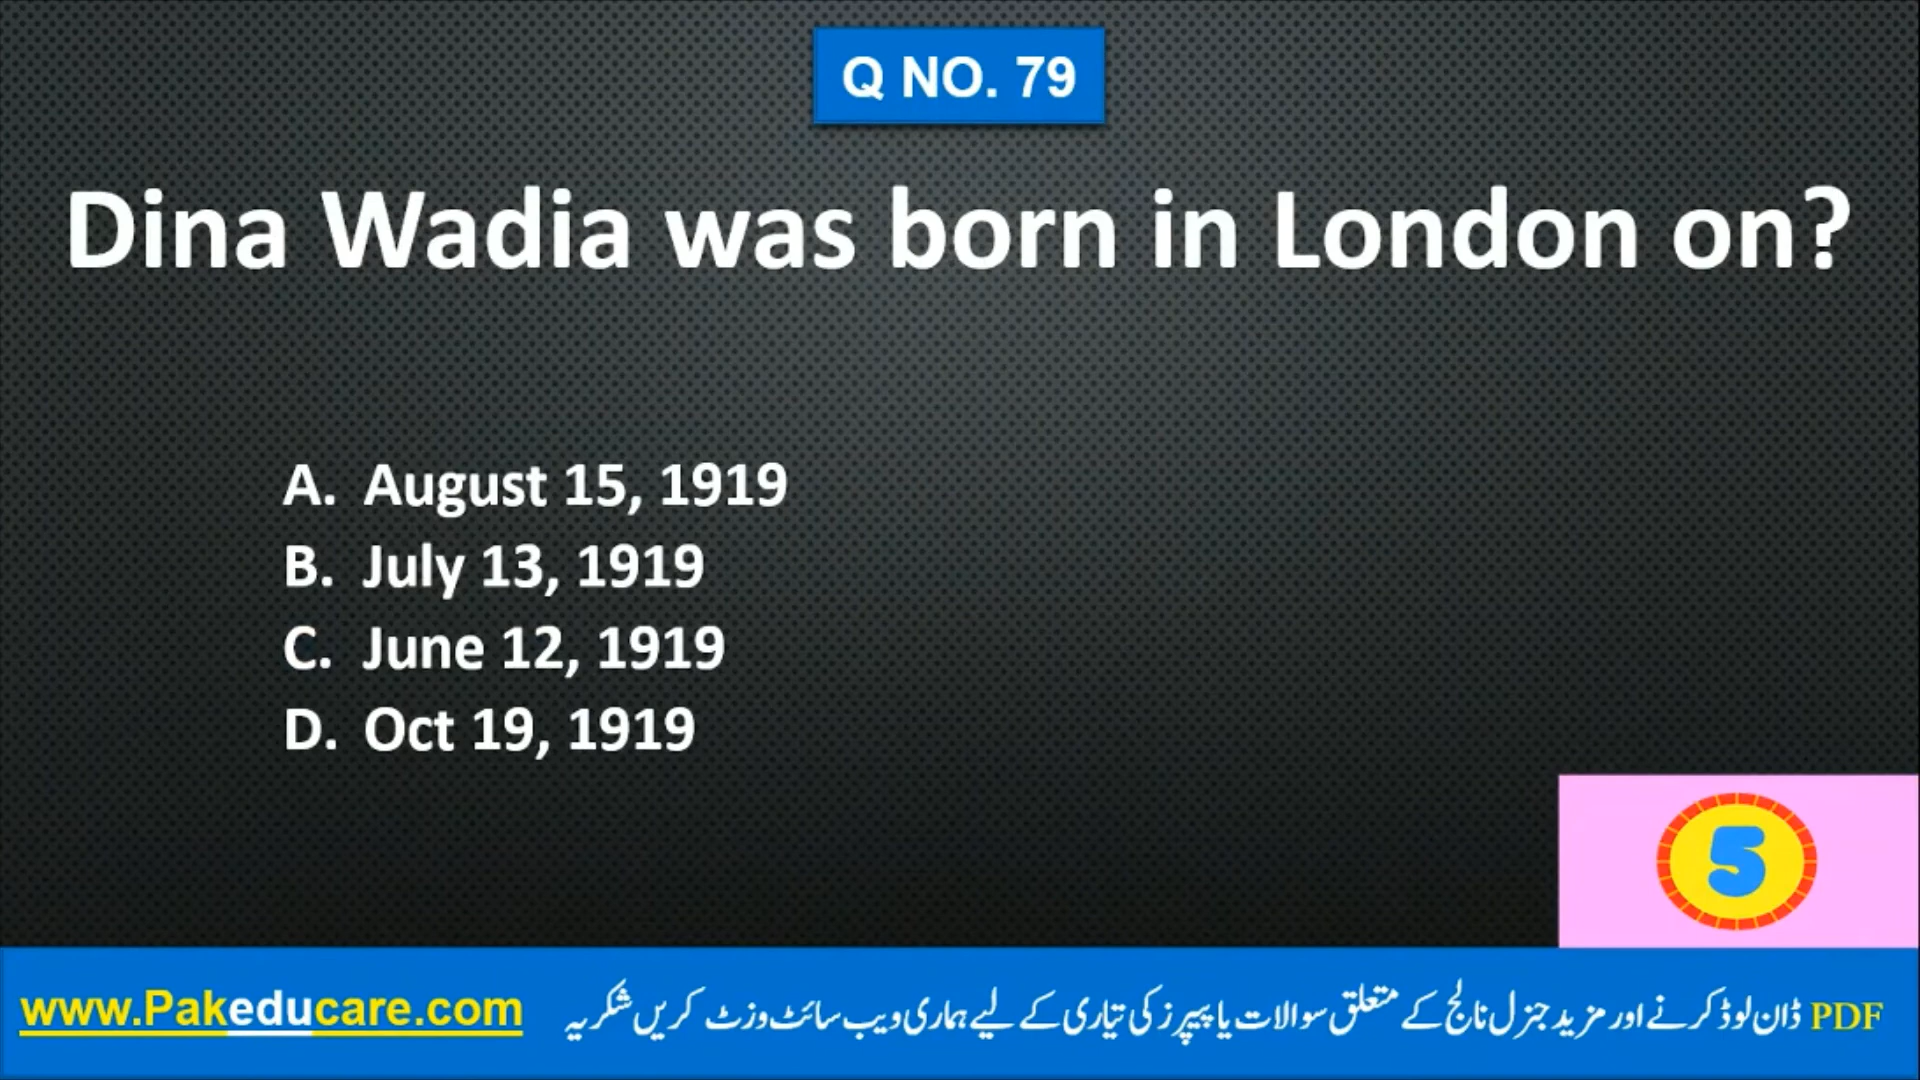 Q NO. 79
Dina Wadia was born in London on?
A. August 15, 1919
B. July 13, 1919
C. June 12, 1919
D. Oct 19, 1919
5
www.Pakeducare.com
PDF ڈان لوڈ کرنے اور مزید جنرل نالج کے متعلق سوالات یا پیپرز کی تیاری کے لیے ہماری ویب سائٹ وزٹ کریں شکریہ